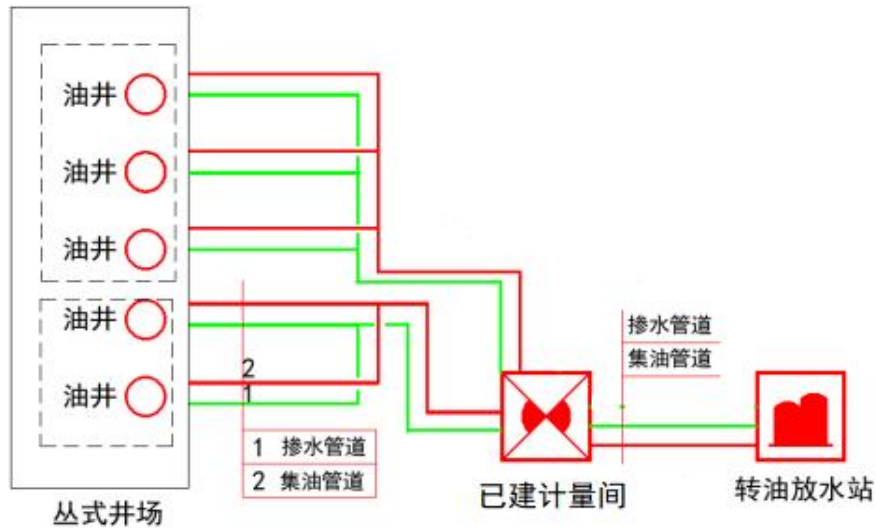 油井
油井
油井
油井
油井
2
1
1 掺水管道
2 集油管道
掺水管道
集油管道
丛式井场
已建计量间
转油放水站